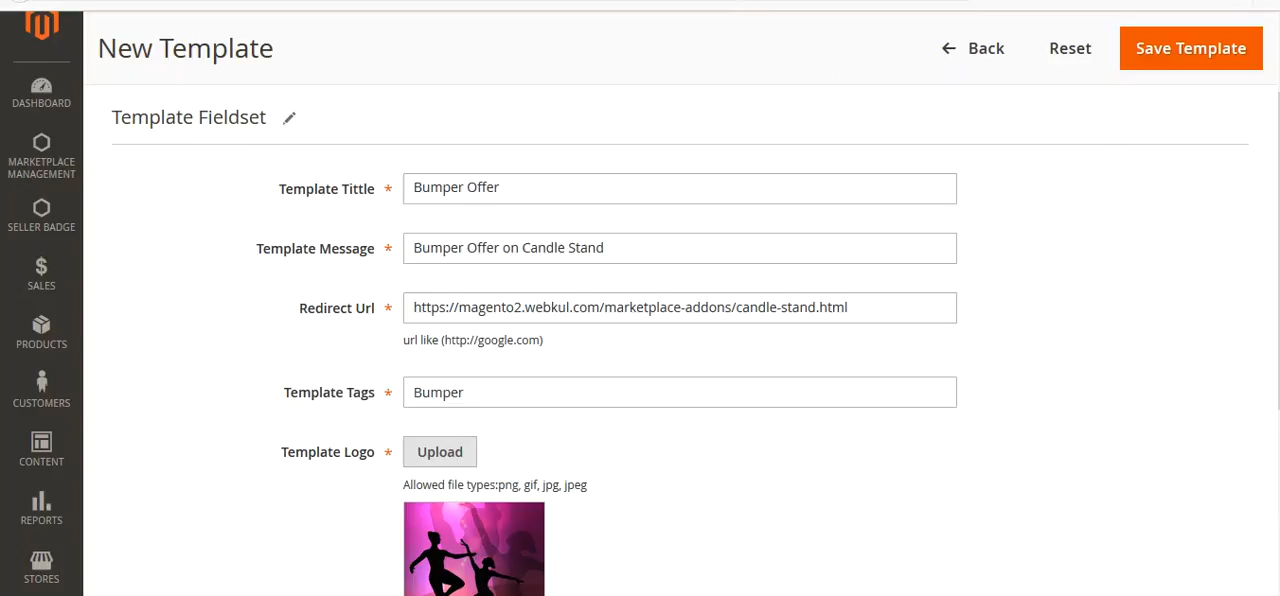 New Template
Back
Reset
Save Template
DASHBOARD
MARKETPLACE
MANAGEMENT
SELLER BADGE
$
SALES
PRODUCTS
CUSTOMERS
CONTENT
REPORTS
STORES
Template Fieldset
Template Tittle * Bumper Offer
Template Message * Bumper Offer on Candle Stand
Redirect Url * https://magento2.webkul.com/marketplace-addons/candle-stand.html
url like (http://google.com)
Template Tags * Bumper
Template Logo * Upload
Allowed file types:png, gif, jpg, jpeg